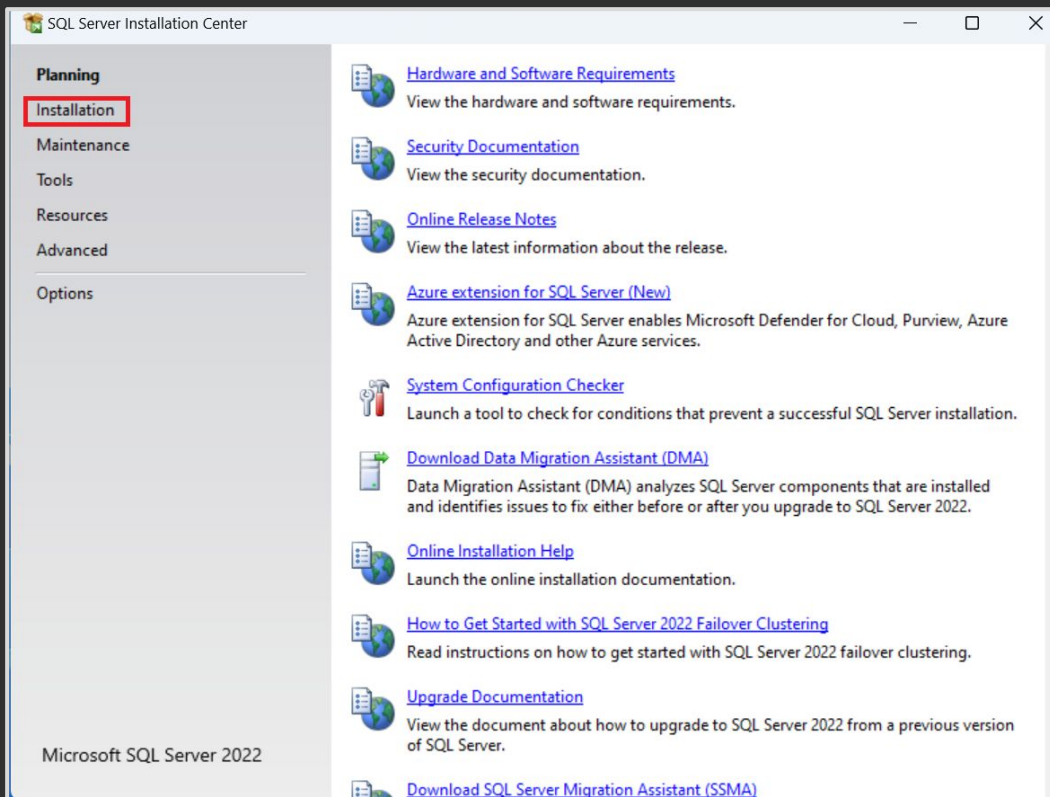 SQL Server Installation Center
Planning
Installation
Maintenance
Tools
Resources
Advanced
Options
Microsoft SQL Server 2022
Hardware and Software Requirements
View the hardware and software requirements.
Security Documentation
View the security documentation.
Online Release Notes
View the latest information about the release.
Azure extension for SQL Server (New)
Azure extension for SQL Server enables Microsoft Defender for Cloud, Purview, Azure
Active Directory and other Azure services.
System Configuration Checker
Launch a tool to check for conditions that prevent a successful SQL Server installation.
Download Data Migration Assistant (DMA)
Data Migration Assistant (DMA) analyzes SQL Server components that are installed
and identifies issues to fix either before or after you upgrade to SQL Server 2022.
Online Installation Help
Launch the online installation documentation.
How to Get Started with SQL Server 2022 Failover Clustering
Read instructions on how to get started with SQL Server 2022 failover clustering.
Upgrade Documentation
View the document about how to upgrade to SQL Server 2022 from a previous version
of SQL Server.
Download SQL Server Migration Assistant (SSMA)